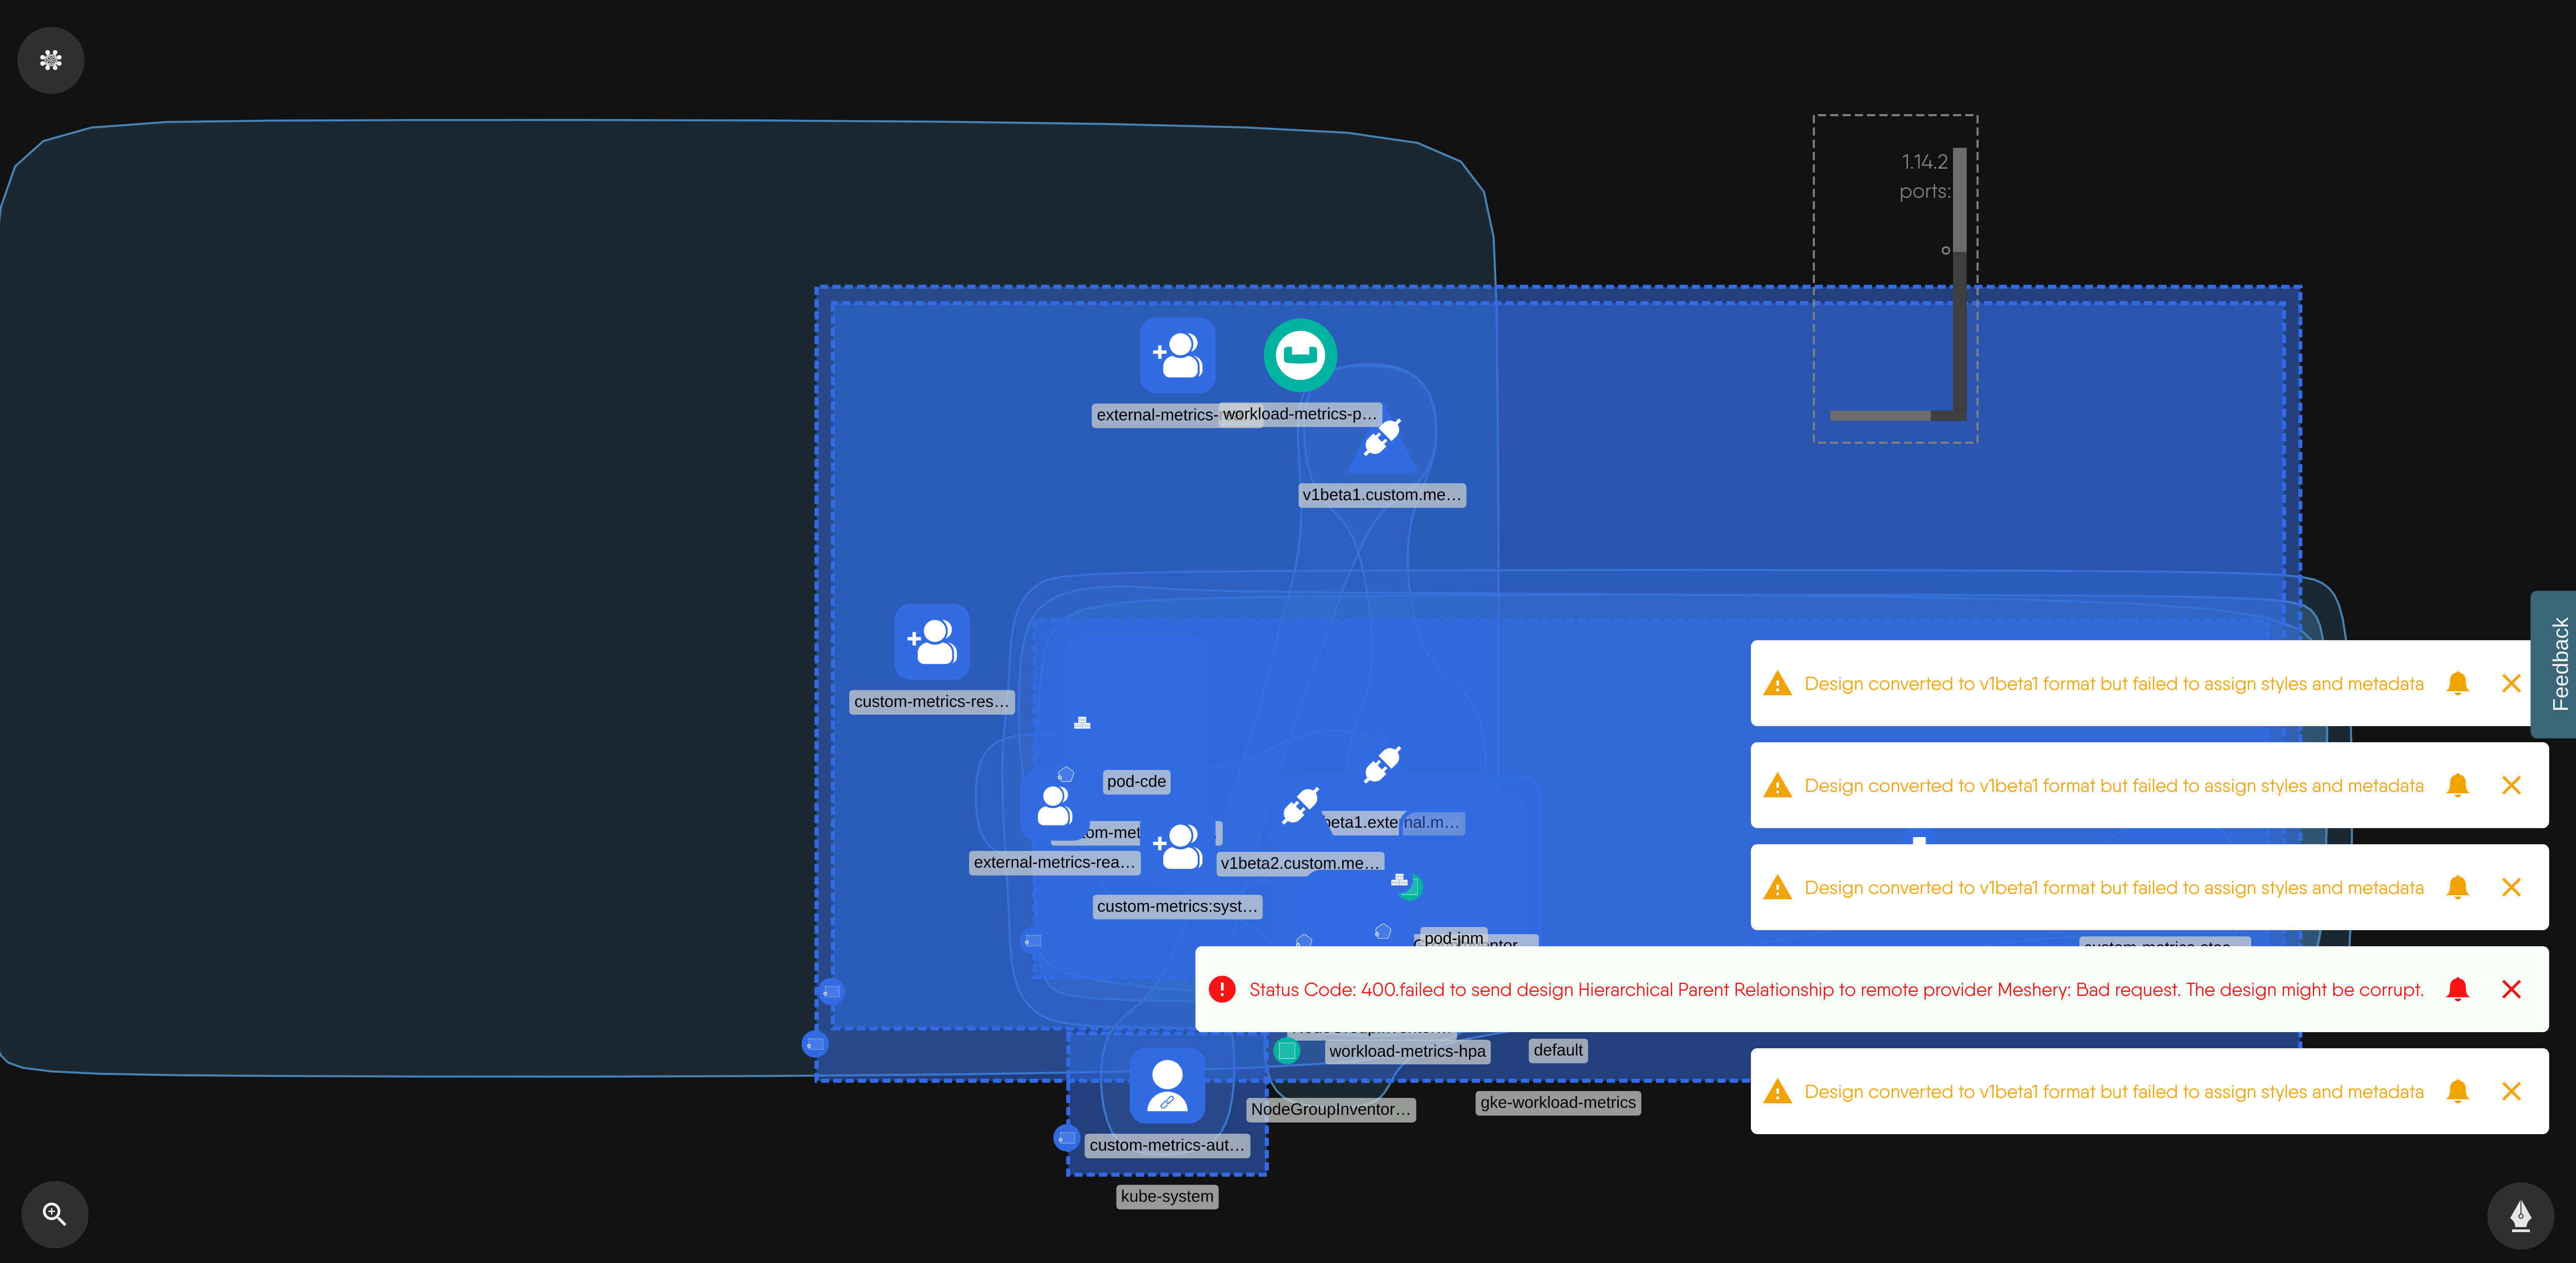 1.14.2
ports:
external-metrics-
workload-metrics-p…
v1beta1.custom.me…
custom-metrics-res…
Feedback
Design converted to v1beta1 format but failed to assign styles and metadata
pod-cde
Design converted to v1beta1 format but failed to assign styles and metadata
beta1.external.m…
om-met
external-metrics-rea…
v1beta2.custom.me…
Design converted to v1beta1 format but failed to assign styles and metadata
custom-metrics:syst…
pod-jnm
Status Code: 400.failed to send design Hierarchical Parent Relationship to remote provider Meshery: Bad request. The design might be corrupt.
workload-metrics-hpa
default
Design converted to v1beta1 format but failed to assign styles and metadata
gke-workload-metrics
NodeGroupInventor…
custom-metrics-aut…
kube-system